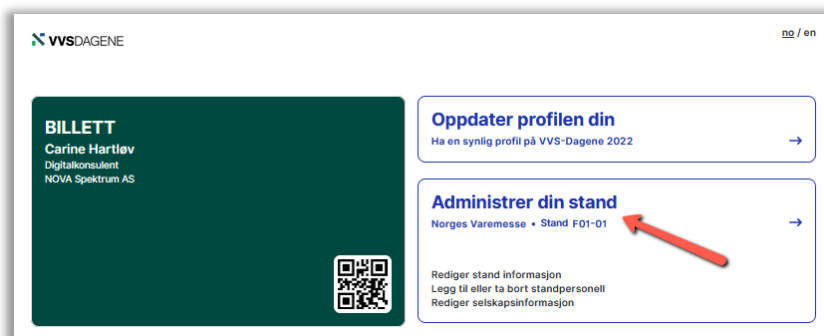 VVSDAGENE
no / en
BILLETT
Carine Hartløv
Digitalkonsulent
NOVA Spektrum AS
Oppdater profilen din
Ha en synlig profil på VVS-Dagene 2022
Administrer din stand
Norges Varemesse • Stand F01-01
Rediger stand informasjon
Legg til eller ta bort standpersonell
Rediger selskapsinformasjon